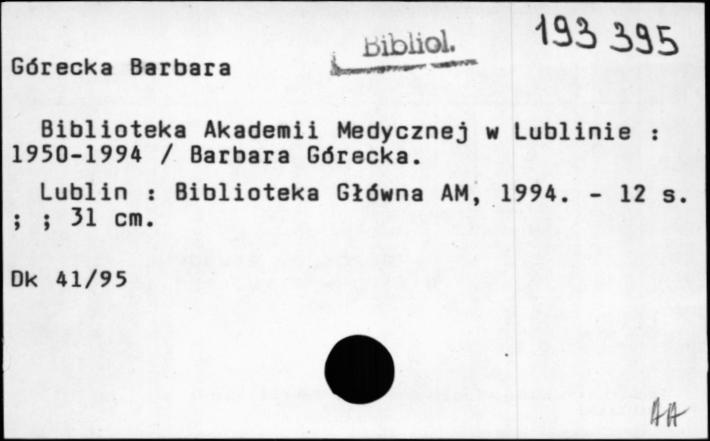 Bibliol.
193 395
Górecka Barbara
Biblioteka Akademii Medycznej w Lublinie :
1950-1994 / Barbara Górecka.
Lublin : Biblioteka Główna AM, 1994. - 12 s.
; ; 31 cm.
Dk 41/95
AA